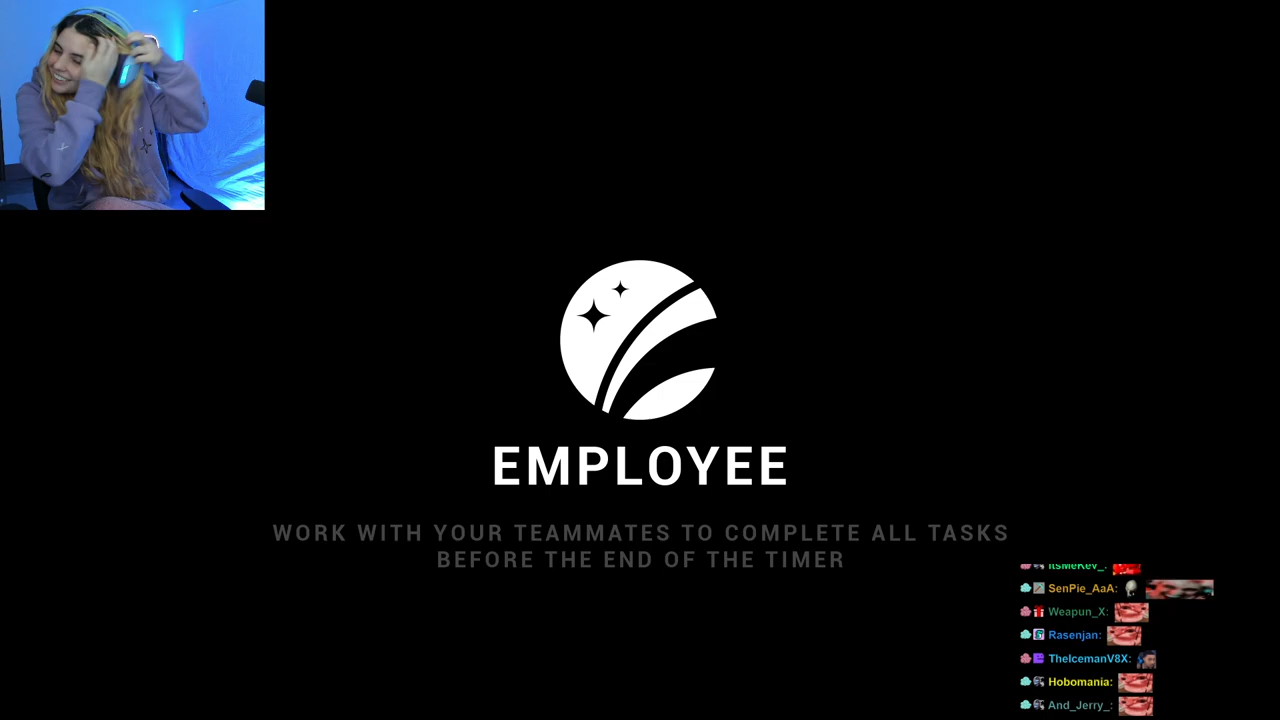 EMPLOYEE
WORK WITH YOUR TEAMMATES TO COMPLETE ALL TASKS
BEFORE THE END OF THE TIMER
ItsMeKev_:
SenPie_AaA:
Weapun_X:
Rasenjan:
TheIcemanV8X:
Hobomania:
And_Jerry_: